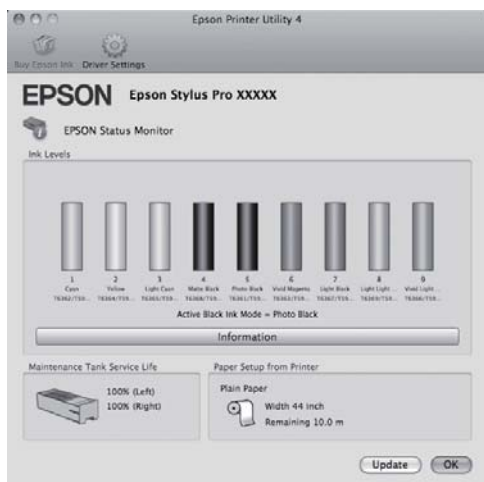 Epson Printer Utility 4
Buy Epson Ink Driver Settings
EPSON Epson Stylus Pro XXXXX
EPSON Status Monitor
Ink Levels
1 2 3 4 5 6 7 8 9
Cyan Yellow Light Cyan Matte Black Photo Black Vivid Magenta Light Black Light Light ... Vivid Light ...
Active Black Ink Mode = Photo Black
Information
Maintenance Tank Service Life Paper Setup from Printer
100% (Left)
100% (Right)
Plain Paper
Width 44 inch
Remaining 10.0 m
Update OK